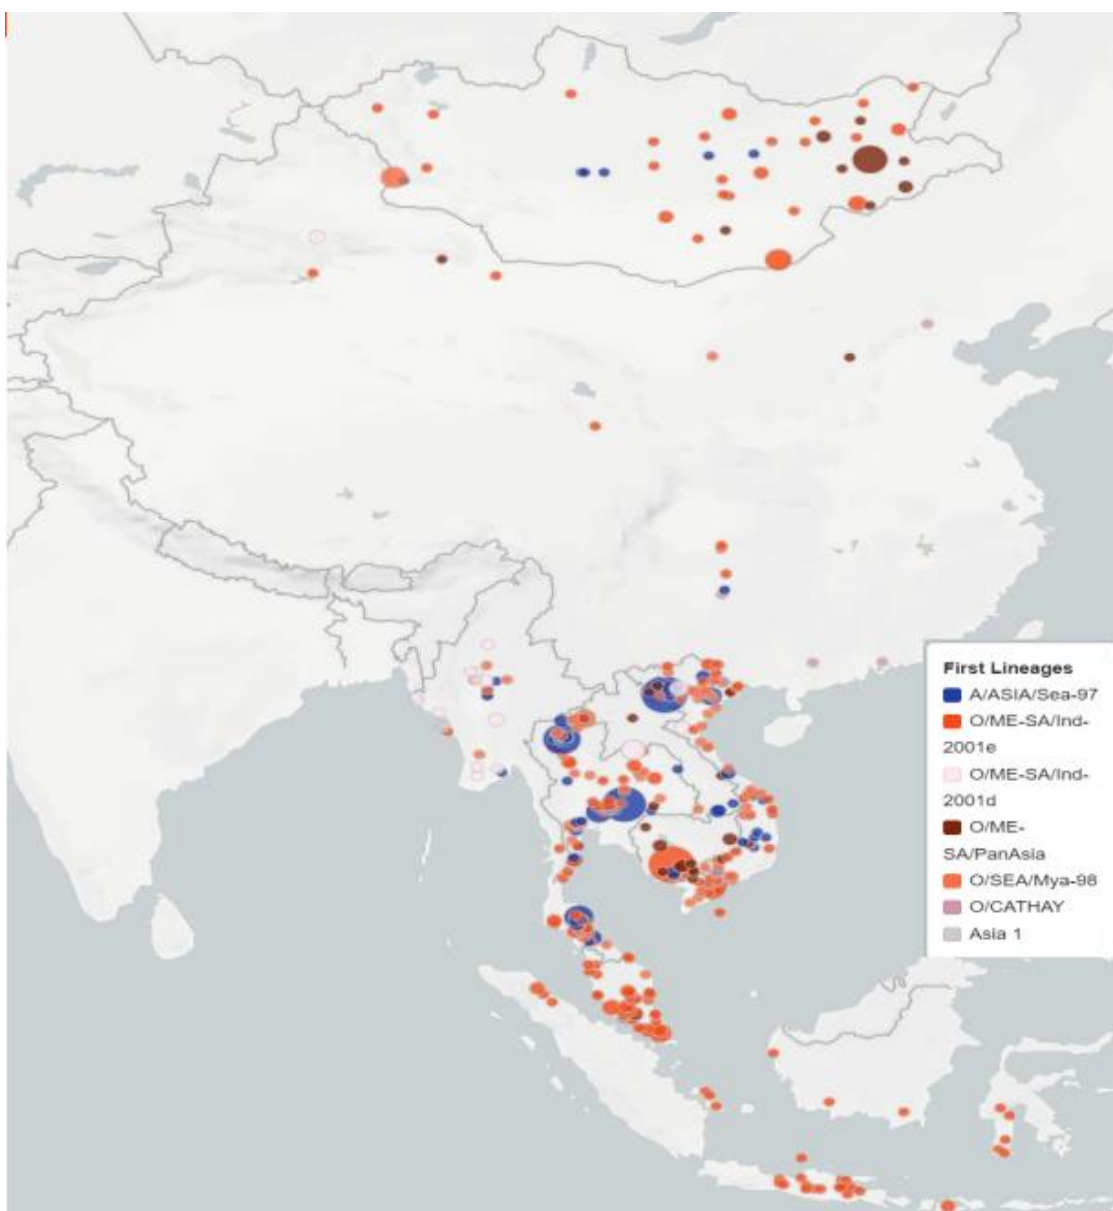 First Lineages
A/ASIA/Sea-97
O/ME-SA/Ind-
2001e
O/ME-SA/Ind-
2001d
O/ME-
SA/PanAsia
O/SEA/Mya-98
O/CATHAY
Asia 1